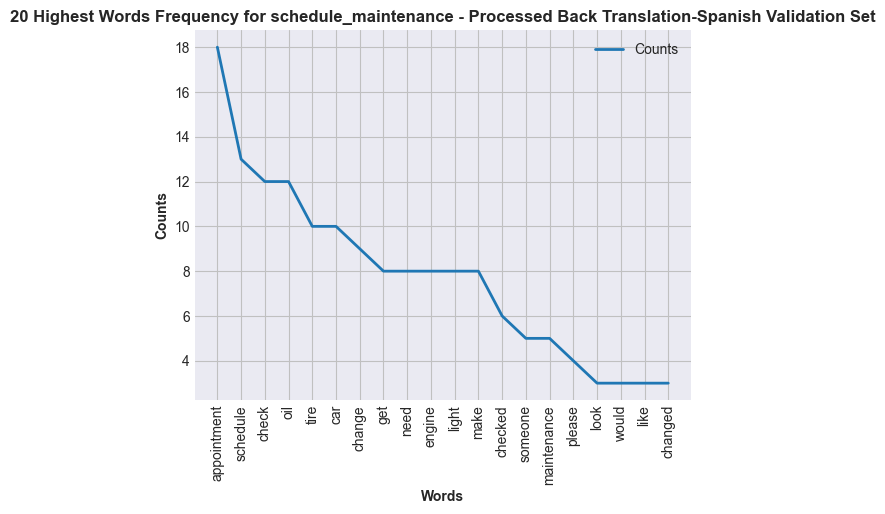 20 Highest Words Frequency for schedule_maintenance - Processed Back Translation-Spanish Validation Set
Counts
18
16
14
12
10
8
6
4
Counts
appointment
schedule
check
oil
tire
car
change
get
need
engine
light
make
checked
someone
maintenance
please
look
would
like
changed
Words